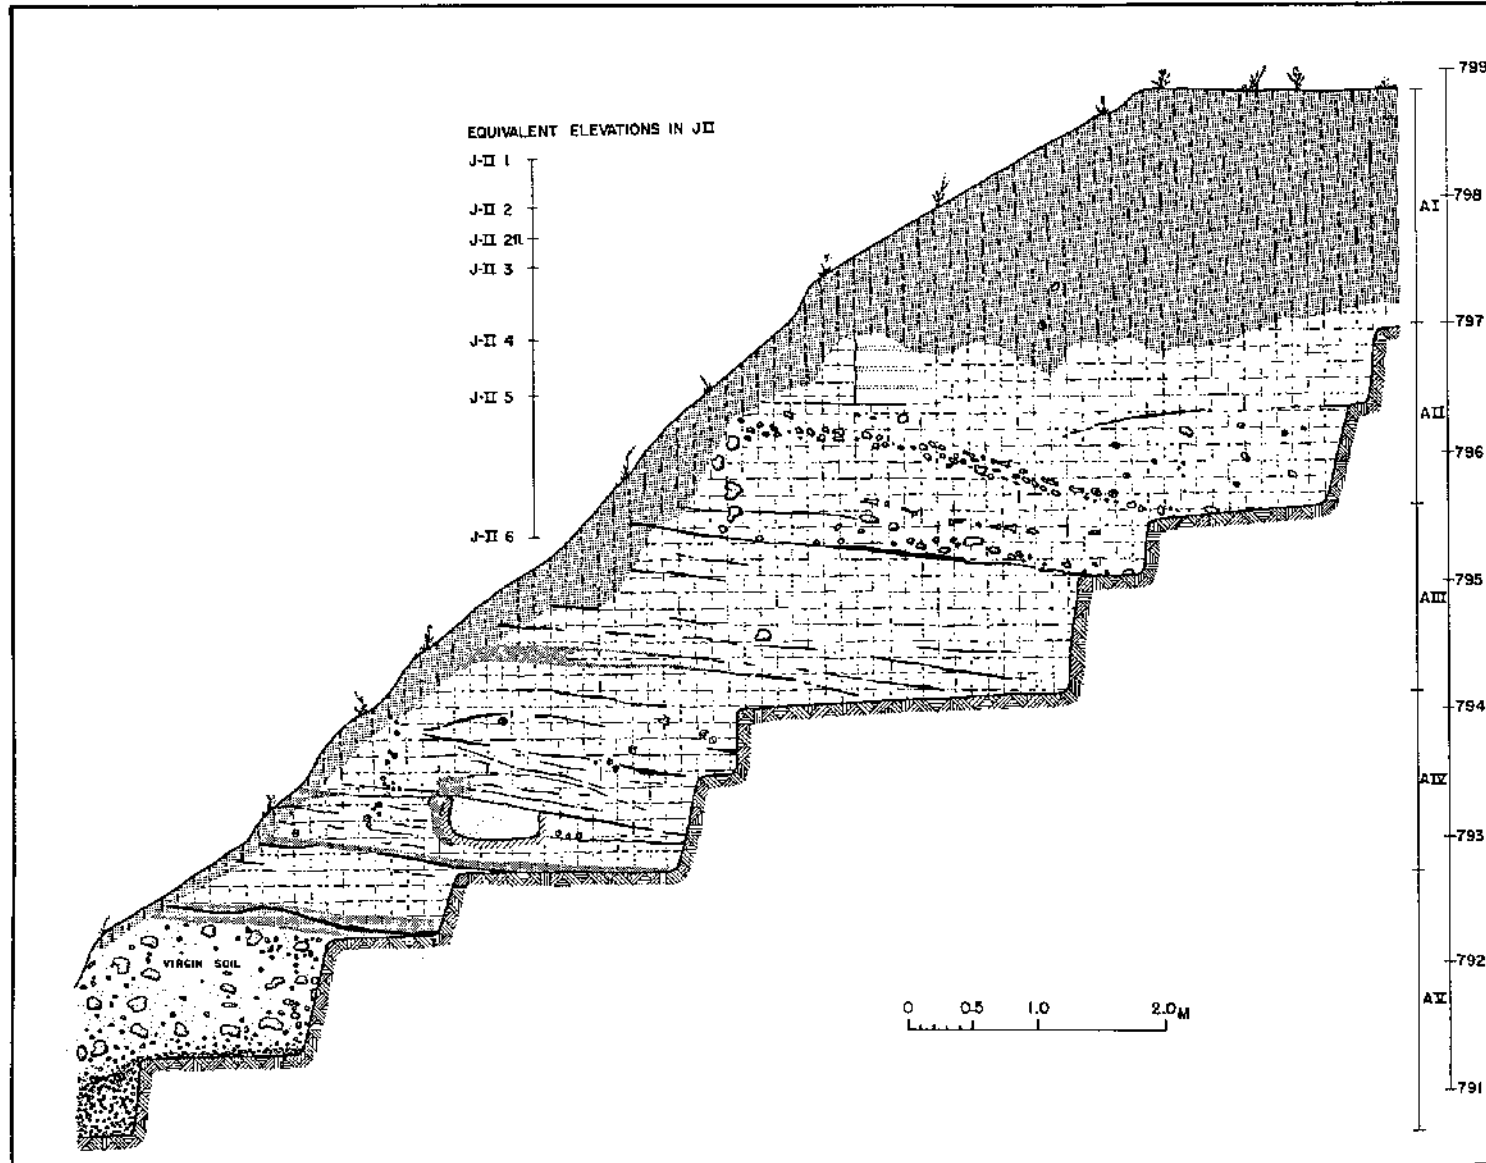 EQUIVALENT ELEVATIONS IN JII
J-II 1
J-II 2
J-II 2Π
J-II 3
J-II 4
J-II 5
J-II 6
799
798
797
796
795
794
793
792
791
AI
AII
AIII
AIV
AV
VIRGIN SOIL
0 0.5 1.0 2.0 M